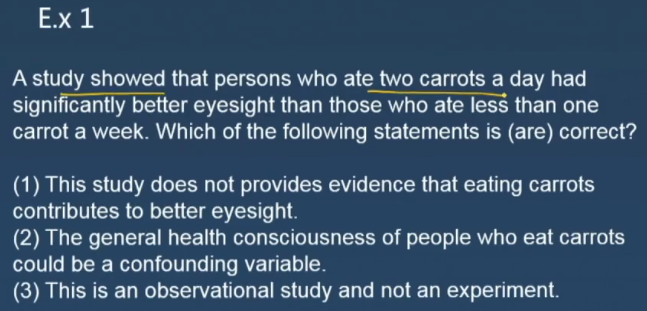 E.x 1
A study showed that persons who ate two carrots a day had
significantly better eyesight than those who ate less than one
carrot a week. Which of the following statements is (are) correct?
(1) This study does not provides evidence that eating carrots
contributes to better eyesight.
(2) The general health consciousness of people who eat carrots
could be a confounding variable.
(3) This is an observational study and not an experiment.